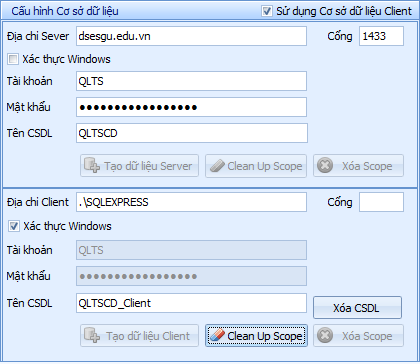 Cấu hình Cơ sở dữ liệu Sử dụng Cơ sở dữ liệu Client
Địa chỉ Sever dsesgu.edu.vn Cổng 1433
Xác thực Windows
Tài khoản QLTS
Mật khẩu ●●●●●●●●●●●●●●●●●
Tên CSDL QLTSCD
Tạo dữ liệu Server Clean Up Scope Xóa Scope
Địa chỉ Client .\SQLEXPRESS Cổng
Xác thực Windows
Tài khoản QLTS
Mật khẩu ●●●●●●●●●●●●●●●●●
Tên CSDL QLTSCD_Client Xóa CSDL
Tạo dữ liệu Client Clean Up Scope Xóa Scope